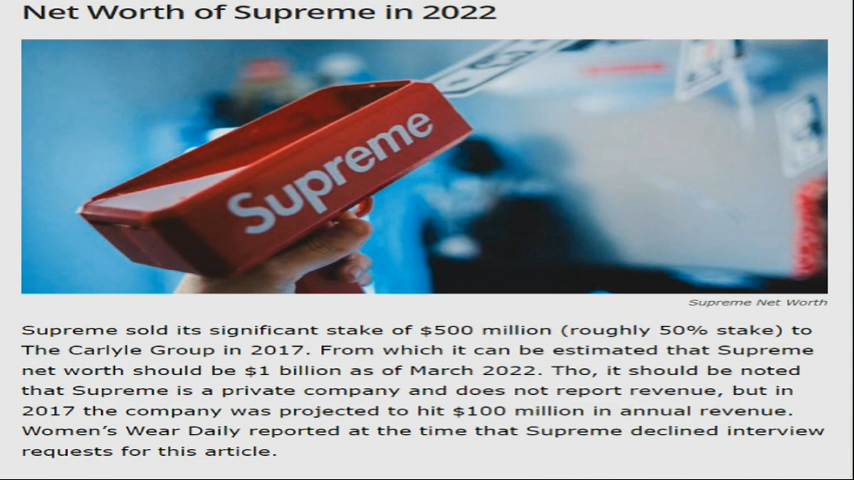 Net Worth of Supreme in 2022
Supreme
Supreme Net Worth
Supreme sold its significant stake of $500 million (roughly 50% stake) to
The Carlyle Group in 2017. From which it can be estimated that Supreme
net worth should be $1 billion as of March 2022. Tho, it should be noted
that Supreme is a private company and does not report revenue, but in
2017 the company was projected to hit $100 million in annual revenue.
Women’s Wear Daily reported at the time that Supreme declined interview
requests for this article.